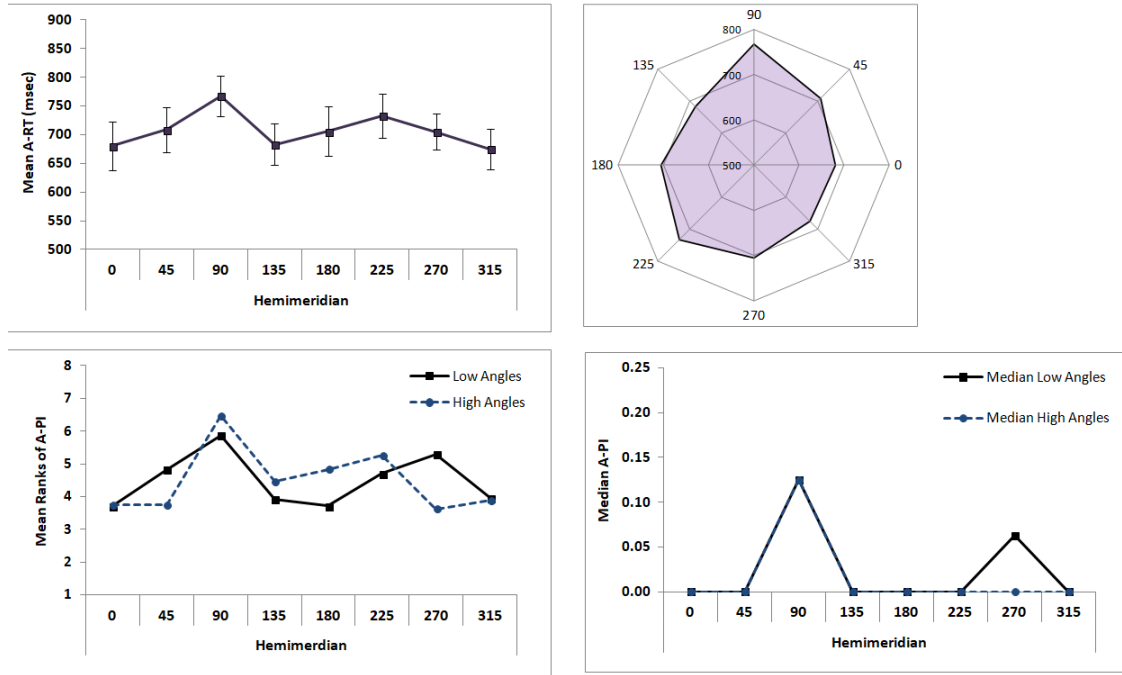 900
850
800
750
700
650
600
550
500
Mean A-RT (msec)
0 45 90 135 180 225 270 315
Hemimeridian
90
800
135
45
700
600
180
500
0
225
315
270
8
7
6
5
4
3
2
1
Mean Ranks of A-PI
Low Angles
High Angles
0 45 90 135 180 225 270 315
Hemimerdian
0.25
0.20
0.15
0.10
0.05
0.00
Median A-PI
Median Low Angles
Median High Angles
0 45 90 135 180 225 270 315
Hemimeridian